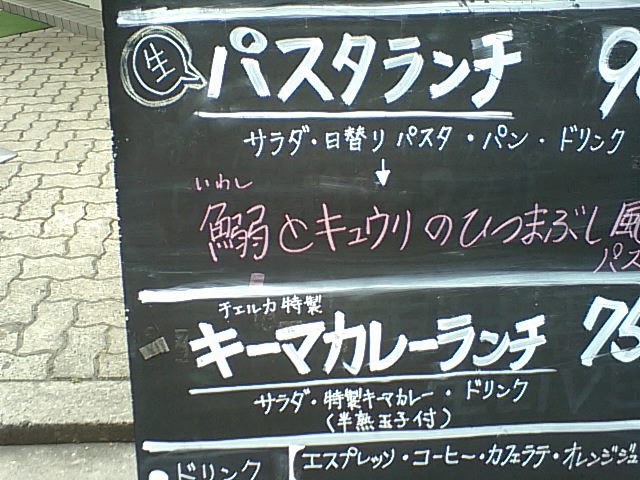 生 パスタランチ 9
サラダ・日替りパスタ・パン・ドリンク
↓
いわし
鰯とキュウリのひつまぶし風
パス
チェルカ特製
キーマカレーランチ 75
サラダ・特製キーマカレー・ドリンク
(半熟玉子付)
●ドリンク
エスプレッソ・コーヒー・カフェラテ・オレンジジュ